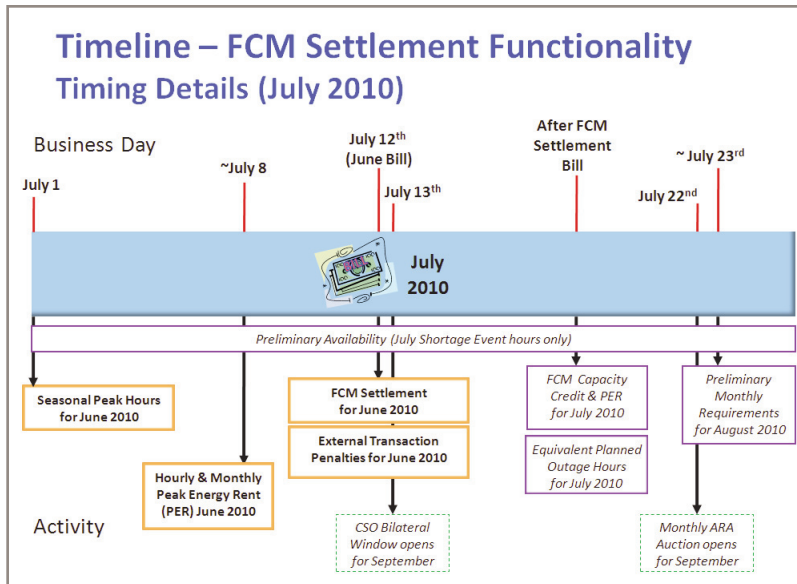 Timeline – FCM Settlement Functionality
Timing Details (July 2010)
Business Day
July 1
~July 8
July 12th
(June Bill)
July 13th
After FCM
Settlement
Bill
July 22nd
~ July 23rd
July
2010
Preliminary Availability (July Shortage Event hours only)
Seasonal Peak Hours
for June 2010
Hourly & Monthly
Peak Energy Rent
(PER) June 2010
FCM Settlement
for June 2010
External Transaction
Penalties for June 2010
CSO Bilateral
Window opens
for September
FCM Capacity
Credit & PER
for July 2010
Equivalent Planned
Outage Hours
for July 2010
Preliminary
Monthly
Requirements
for August 2010
Monthly ARA
Auction opens
for September
Activity